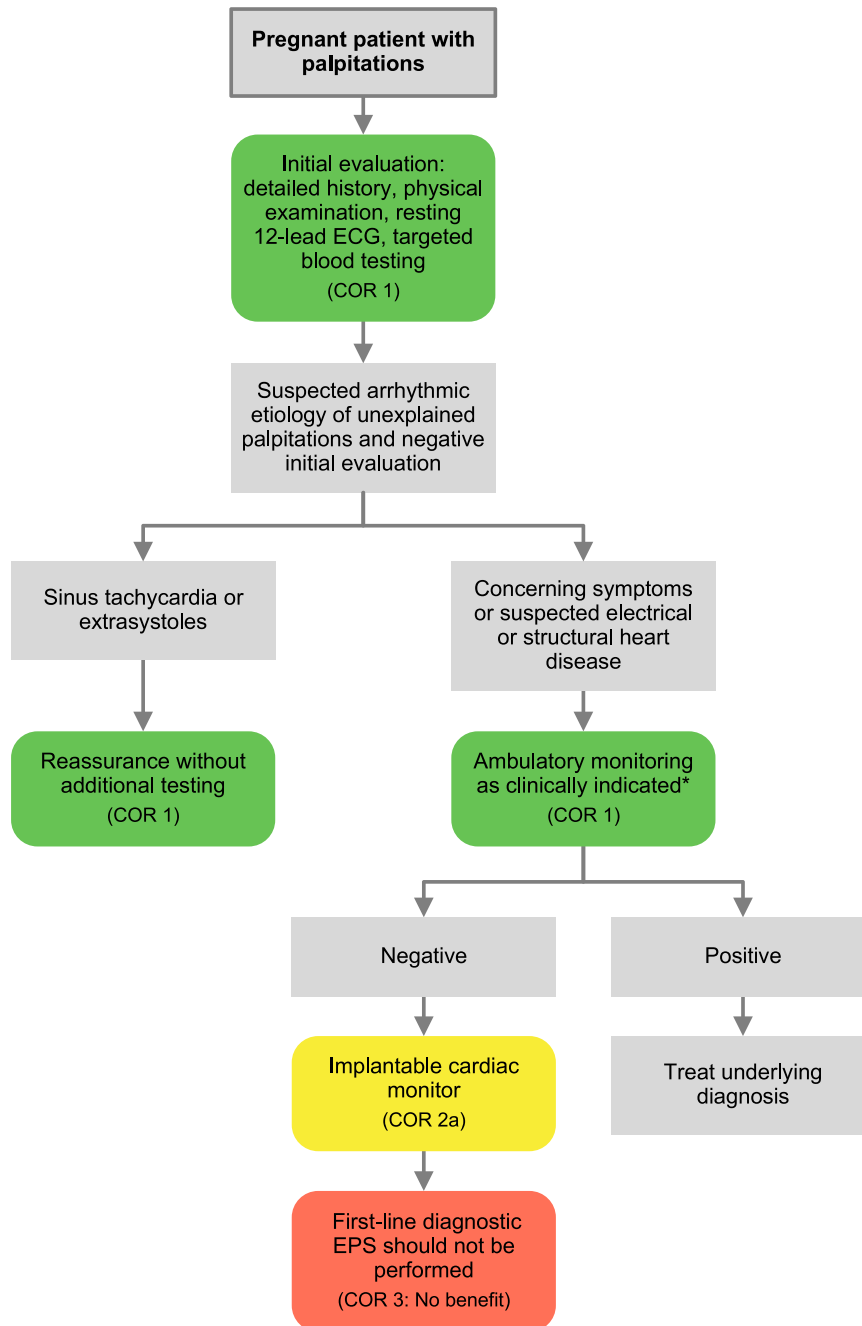 Pregnant patient with
palpitations
Initial evaluation:
detailed history, physical
examination, resting
12-lead ECG, targeted
blood testing
(COR 1)
Suspected arrhythmic
etiology of unexplained
palpitations and negative
initial evaluation
Sinus tachycardia or
extrasystoles
Concerning symptoms
or suspected electrical
or structural heart
disease
Reassurance without
additional testing
(COR 1)
Ambulatory monitoring
as clinically indicated*
(COR 1)
Negative
Positive
Implantable cardiac
monitor
(COR 2a)
Treat underlying
diagnosis
First-line diagnostic
EPS should not be
performed
(COR 3: No benefit)